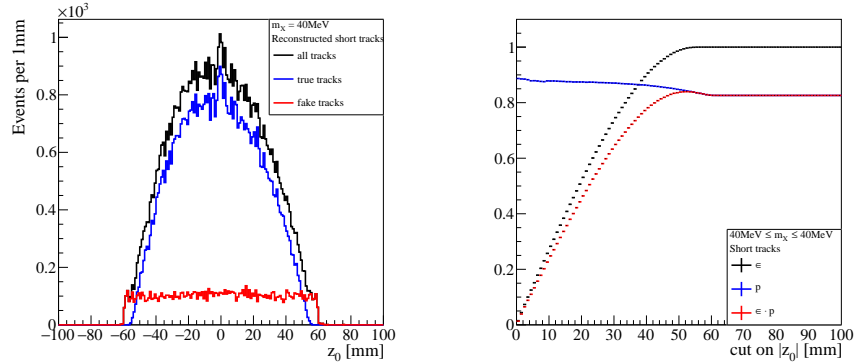 ×10³
Events per 1mm
1
0.8
0.6
0.4
0.2
0
−100 −80 −60 −40 −20 0 20 40 60 80 100
z₀ [mm]
m_X = 40MeV
Reconstructed short tracks
all tracks
true tracks
fake tracks
1
0.8
0.6
0.4
0.2
0
0 10 20 30 40 50 60 70 80 90 100
cut on |z₀| [mm]
40MeV ≤ m_X ≤ 40MeV
Short tracks
∈
p
∈ · p